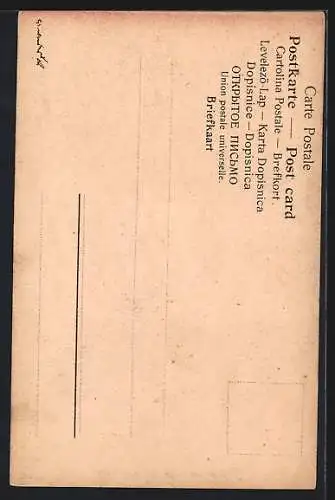 Carte Postale
Postkarte — Post card
Cartolina Postale — Brefkort.
Levelező-Lap — Karta Dopisnica
Dopisnice — Dopisnica
ОТКРЫТОЕ ПИСЬМО
Union postale universelle.
Briefkaart